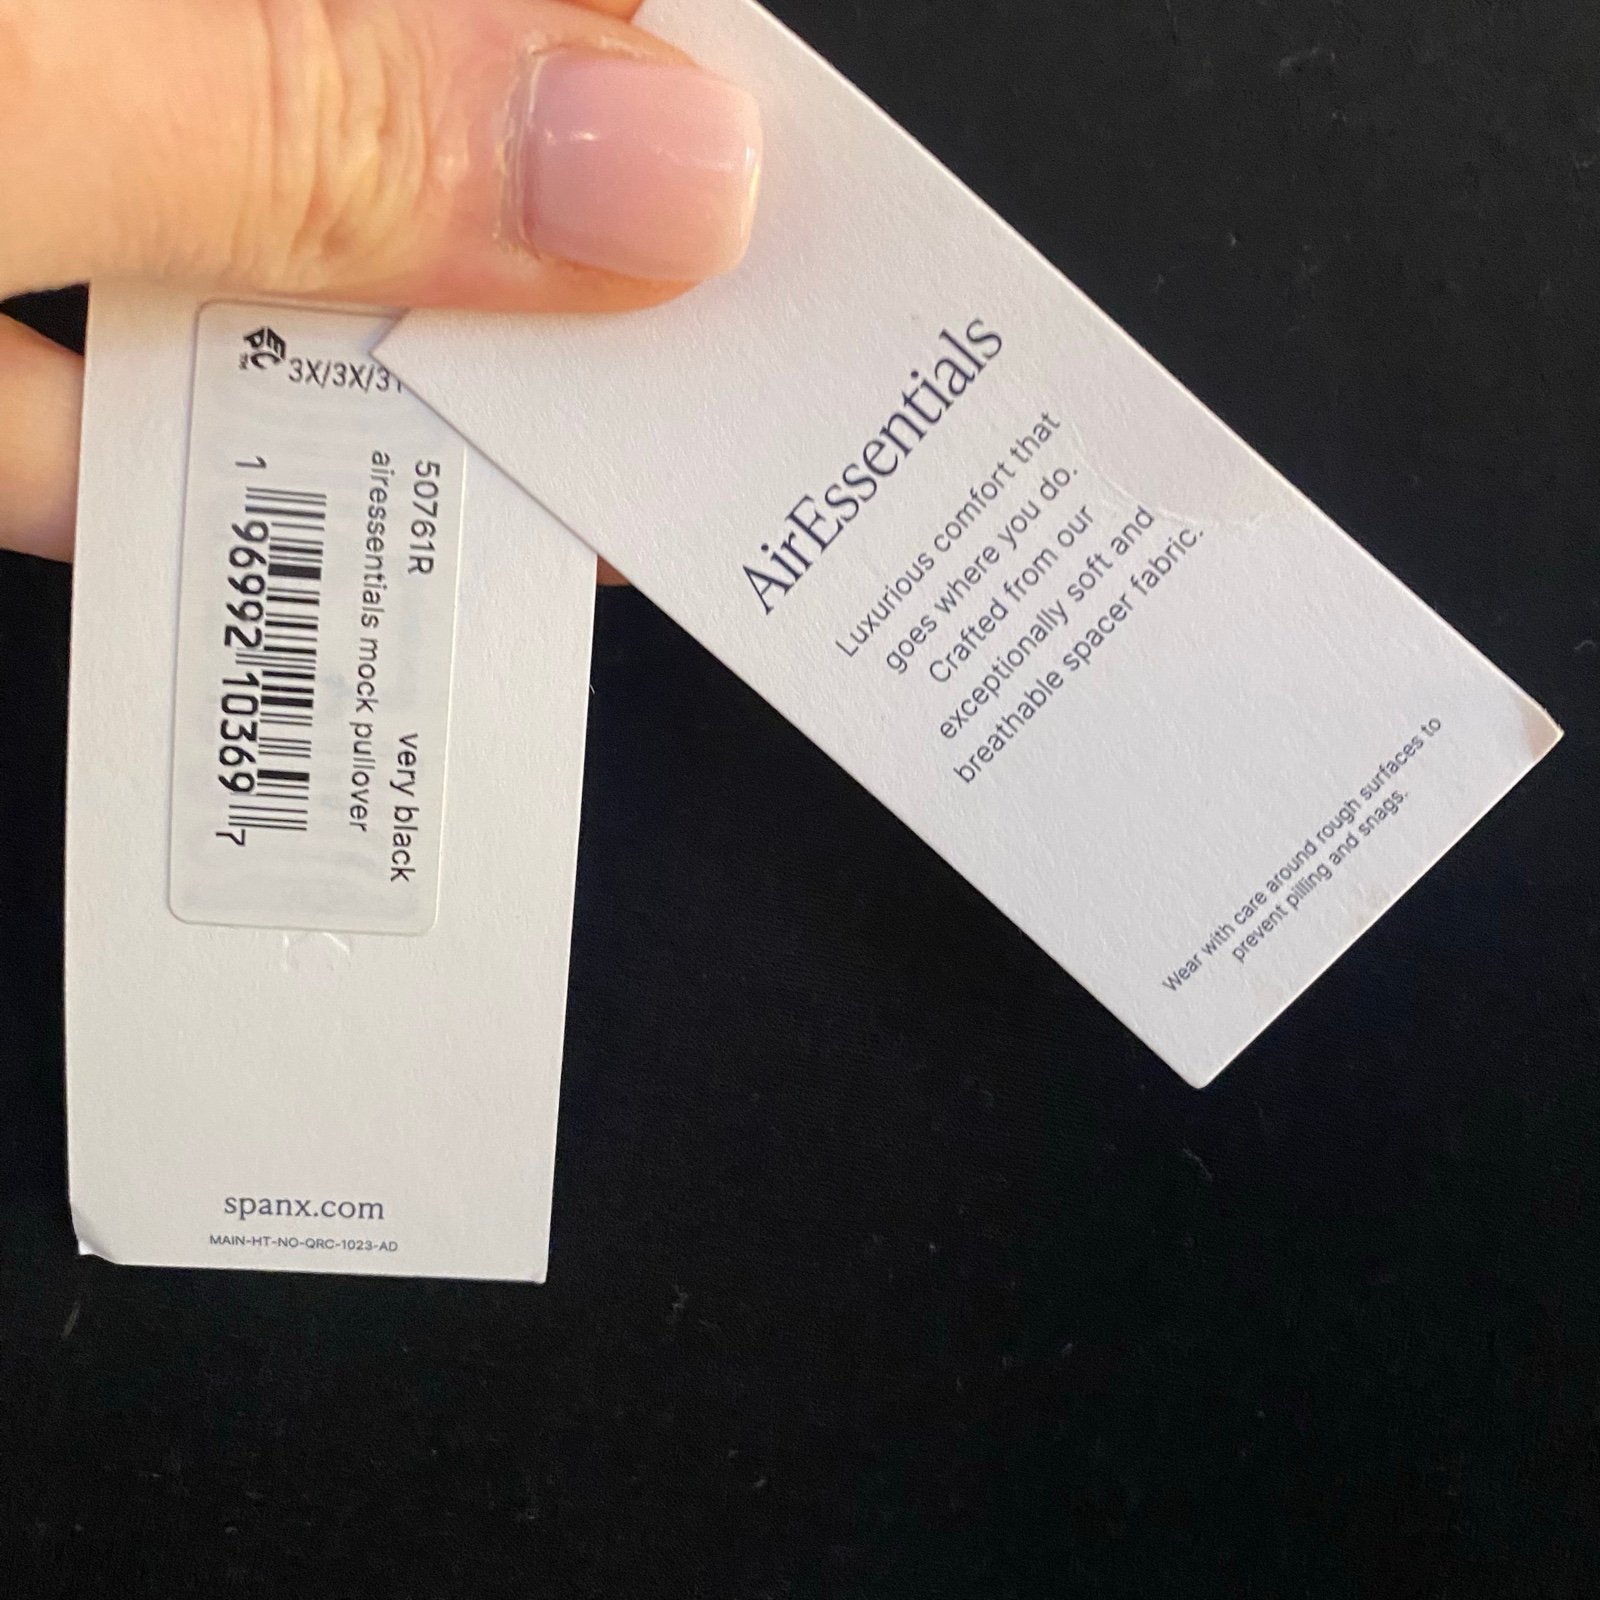 EPC
3X/3X/3
50761R
very black
airessentials mock pullover
1 96992 10369 7
spanx.com
MAIN-HT-NO-QRC-1023-AD
AirEssentials
Luxurious comfort that
goes where you do.
Crafted from our
exceptionally soft and
breathable spacer fabric.
Wear with care around rough surfaces to
prevent pilling and snags.